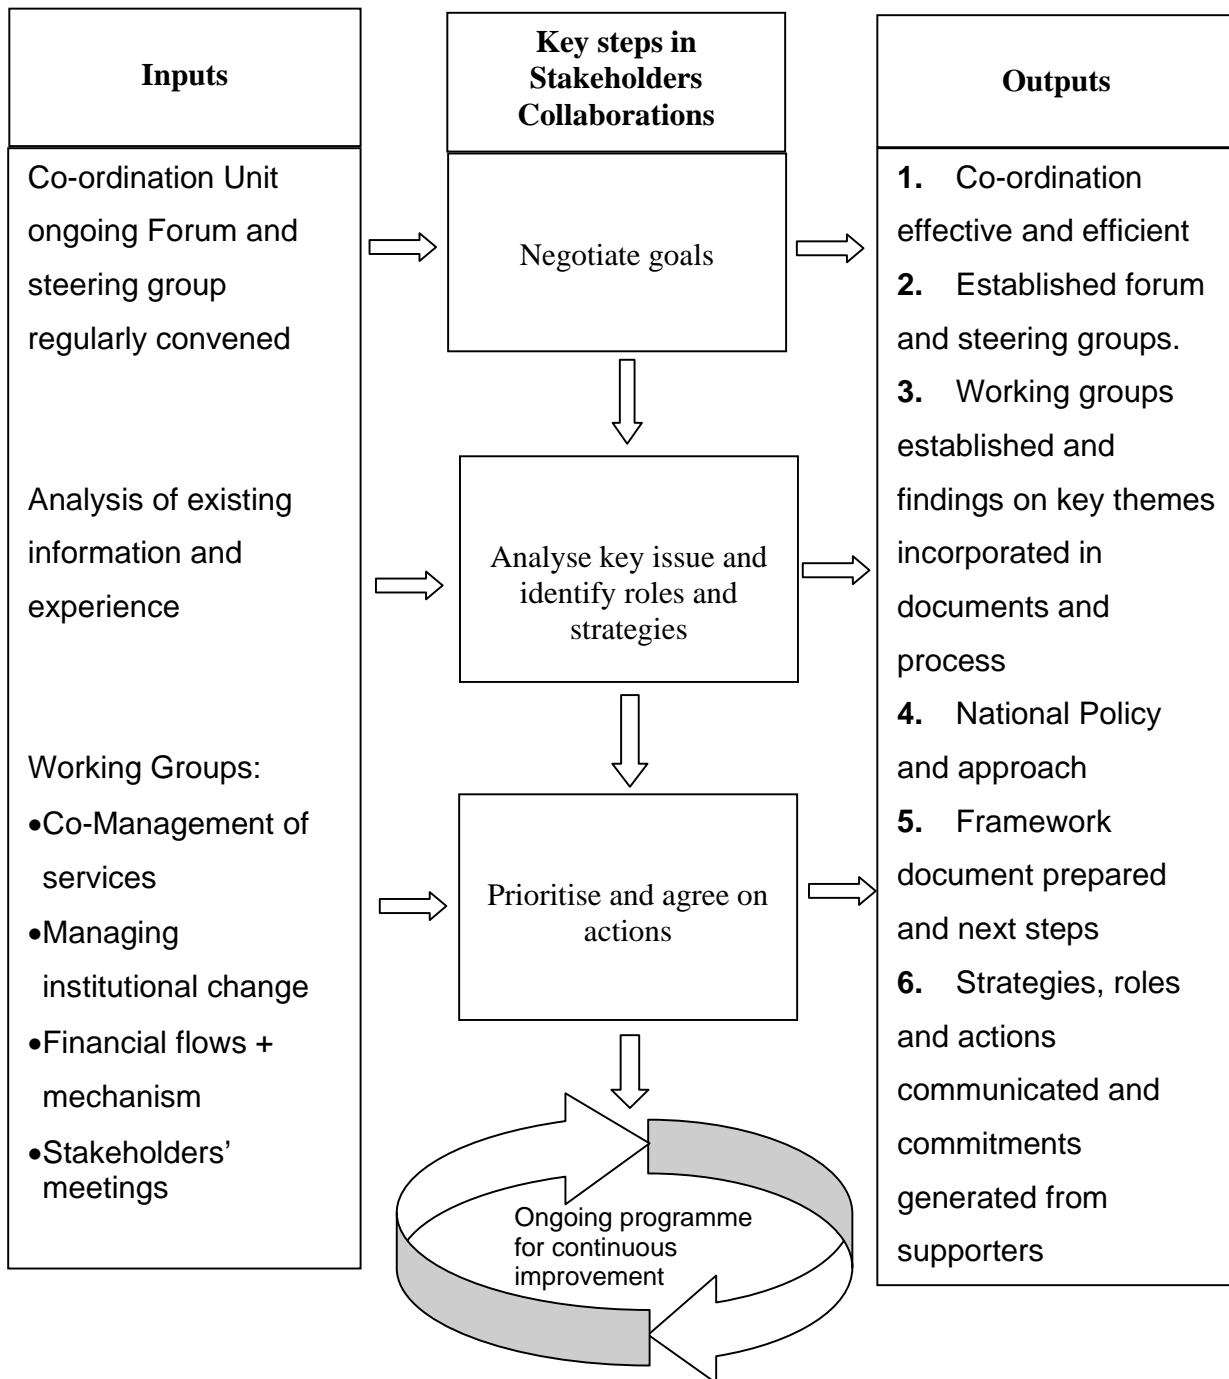 Inputs
Co-ordination Unit
ongoing Forum and
steering group
regularly convened
Analysis of existing
information and
experience
Working Groups:
•Co-Management of
services
•Managing
institutional change
•Financial flows +
mechanism
•Stakeholders’
meetings
Key steps in
Stakeholders
Collaborations
Negotiate goals
Analyse key issue and
identify roles and
strategies
Prioritise and agree on
actions
Ongoing programme
for continuous
improvement
Outputs
1. Co-ordination
effective and efficient
2. Established forum
and steering groups.
3. Working groups
established and
findings on key themes
incorporated in
documents and
process
4. National Policy
and approach
5. Framework
document prepared
and next steps
6. Strategies, roles
and actions
communicated and
commitments
generated from
supporters